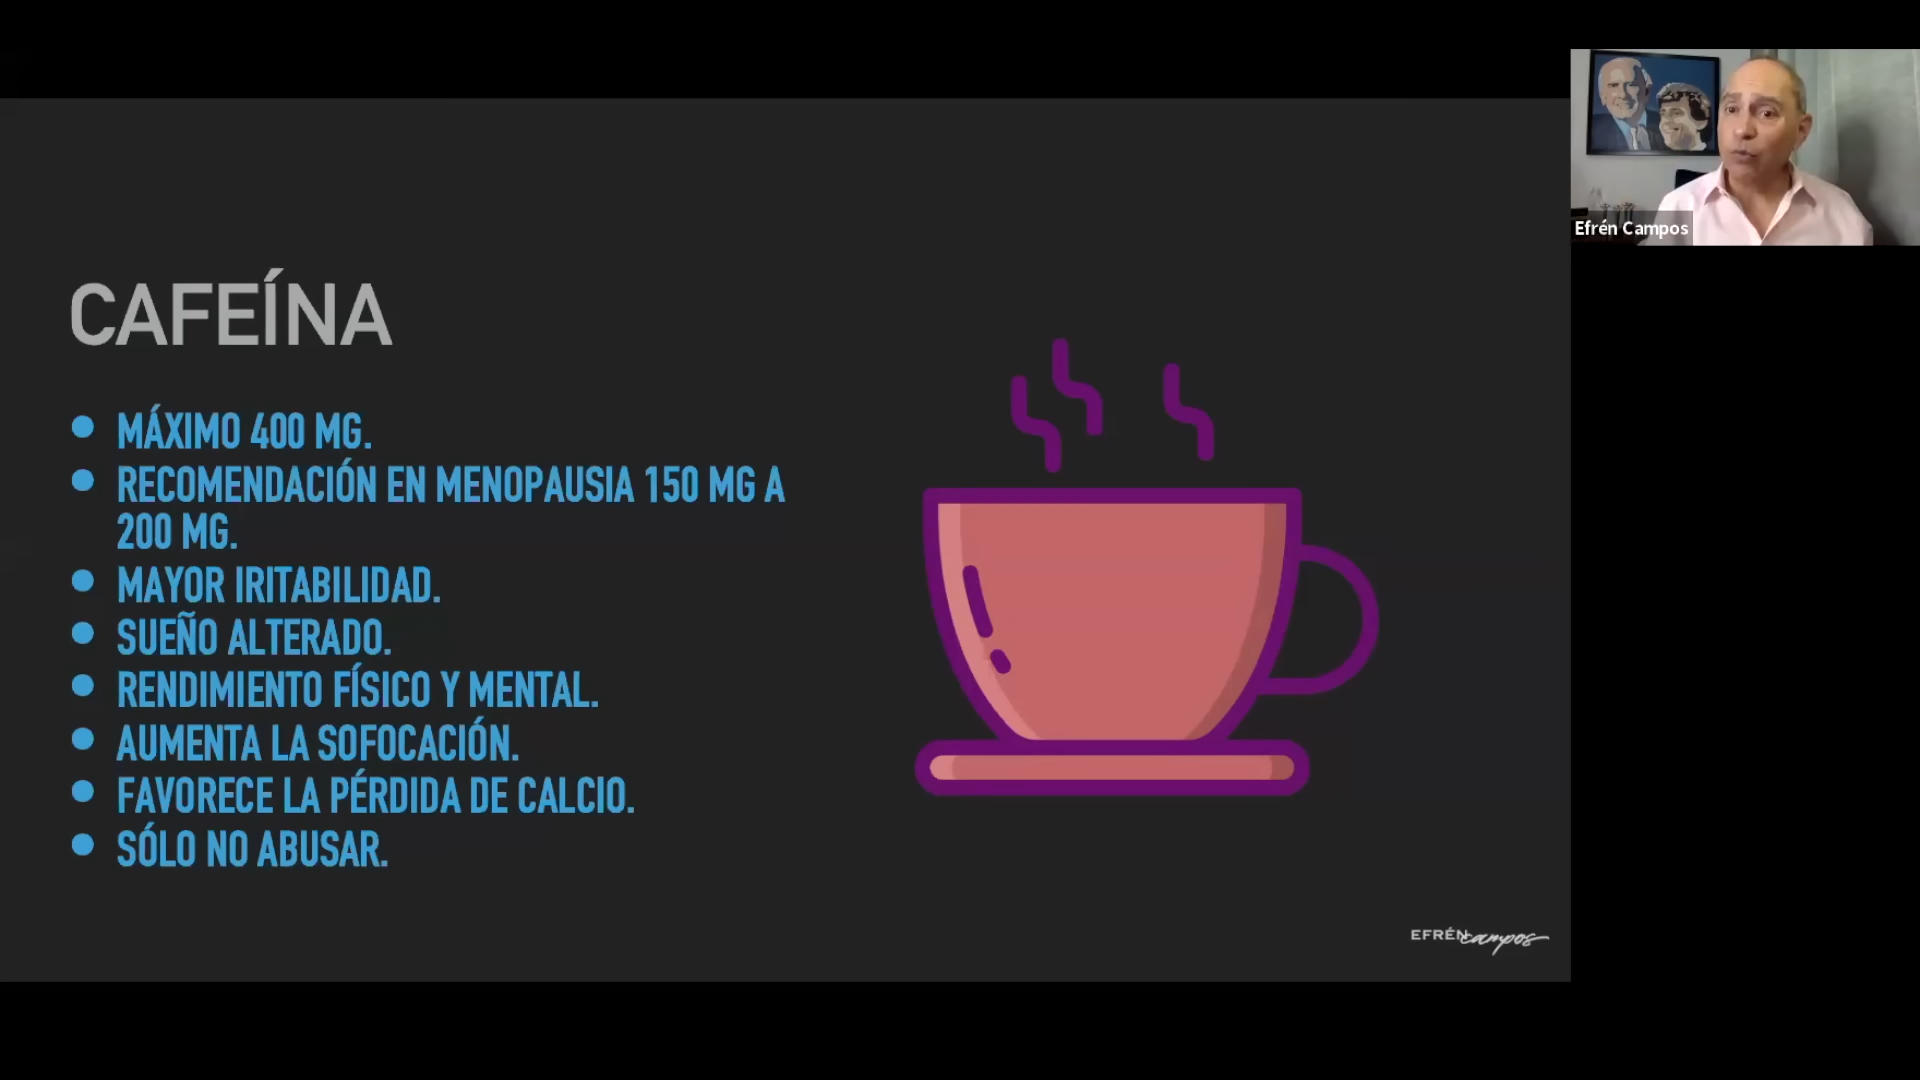 CAFEÍNA
MÁXIMO 400 MG.
RECOMENDACIÓN EN MENOPAUSIA 150 MG A
200 MG.
MAYOR IRITABILIDAD.
SUEÑO ALTERADO.
RENDIMIENTO FÍSICO Y MENTAL.
AUMENTA LA SOFOCACIÓN.
FAVORECE LA PÉRDIDA DE CALCIO.
SÓLO NO ABUSAR.
EFRÉN campos
Efrén Campos